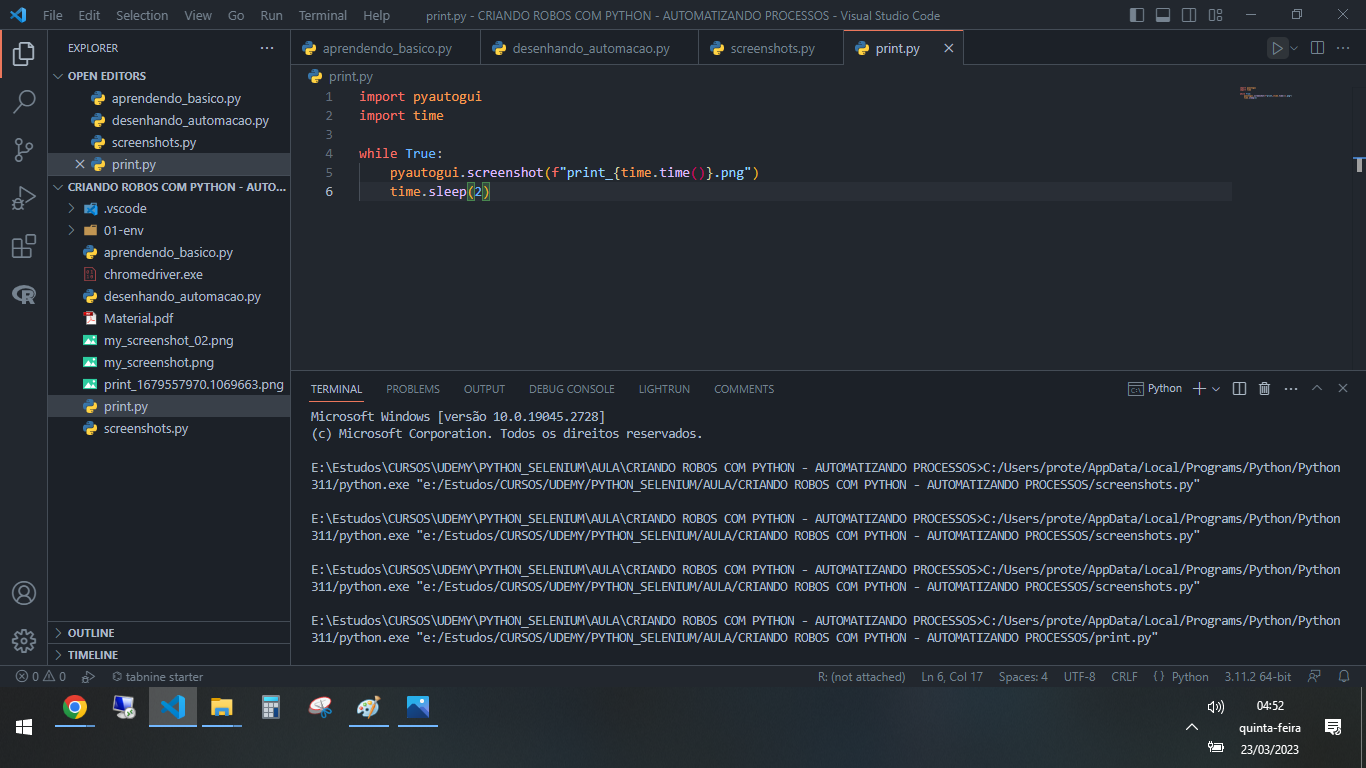 File Edit Selection View Go Run Terminal Help print.py - CRIANDO ROBOS COM PYTHON - AUTOMATIZANDO PROCESSOS - Visual Studio Code
EXPLORER
OPEN EDITORS
aprendendo_basico.py
desenhando_automacao.py
screenshots.py
print.py
CRIANDO ROBOS COM PYTHON - AUTO...
.vscode
01-env
aprendendo_basico.py
chromedriver.exe
desenhando_automacao.py
Material.pdf
my_screenshot_02.png
my_screenshot.png
print_1679557970.1069663.png
print.py
screenshots.py
OUTLINE
TIMELINE
aprendendo_basico.py desenhando_automacao.py screenshots.py print.py
print.py
1 import pyautogui
2 import time
3
4 while True:
5     pyautogui.screenshot(f"print_{time.time()}.png")
6     time.sleep(2)
TERMINAL PROBLEMS OUTPUT DEBUG CONSOLE LIGHTRUN COMMENTS Python
Microsoft Windows [versão 10.0.19045.2728]
(c) Microsoft Corporation. Todos os direitos reservados.
E:\Estudos\CURSOS\UDEMY\PYTHON_SELENIUM\AULA\CRIANDO ROBOS COM PYTHON - AUTOMATIZANDO PROCESSOS>C:/Users/prote/AppData/Local/Programs/Python/Python
311/python.exe "e:/Estudos/CURSOS/UDEMY/PYTHON_SELENIUM/AULA/CRIANDO ROBOS COM PYTHON - AUTOMATIZANDO PROCESSOS/screenshots.py"
E:\Estudos\CURSOS\UDEMY\PYTHON_SELENIUM\AULA\CRIANDO ROBOS COM PYTHON - AUTOMATIZANDO PROCESSOS>C:/Users/prote/AppData/Local/Programs/Python/Python
311/python.exe "e:/Estudos/CURSOS/UDEMY/PYTHON_SELENIUM/AULA/CRIANDO ROBOS COM PYTHON - AUTOMATIZANDO PROCESSOS/screenshots.py"
E:\Estudos\CURSOS\UDEMY\PYTHON_SELENIUM\AULA\CRIANDO ROBOS COM PYTHON - AUTOMATIZANDO PROCESSOS>C:/Users/prote/AppData/Local/Programs/Python/Python
311/python.exe "e:/Estudos/CURSOS/UDEMY/PYTHON_SELENIUM/AULA/CRIANDO ROBOS COM PYTHON - AUTOMATIZANDO PROCESSOS/screenshots.py"
E:\Estudos\CURSOS\UDEMY\PYTHON_SELENIUM\AULA\CRIANDO ROBOS COM PYTHON - AUTOMATIZANDO PROCESSOS>C:/Users/prote/AppData/Local/Programs/Python/Python
311/python.exe "e:/Estudos/CURSOS/UDEMY/PYTHON_SELENIUM/AULA/CRIANDO ROBOS COM PYTHON - AUTOMATIZANDO PROCESSOS/print.py"
0 0 tabnine starter R: (not attached) Ln 6, Col 17 Spaces: 4 UTF-8 CRLF { } Python 3.11.2 64-bit
04:52
quinta-feira
23/03/2023